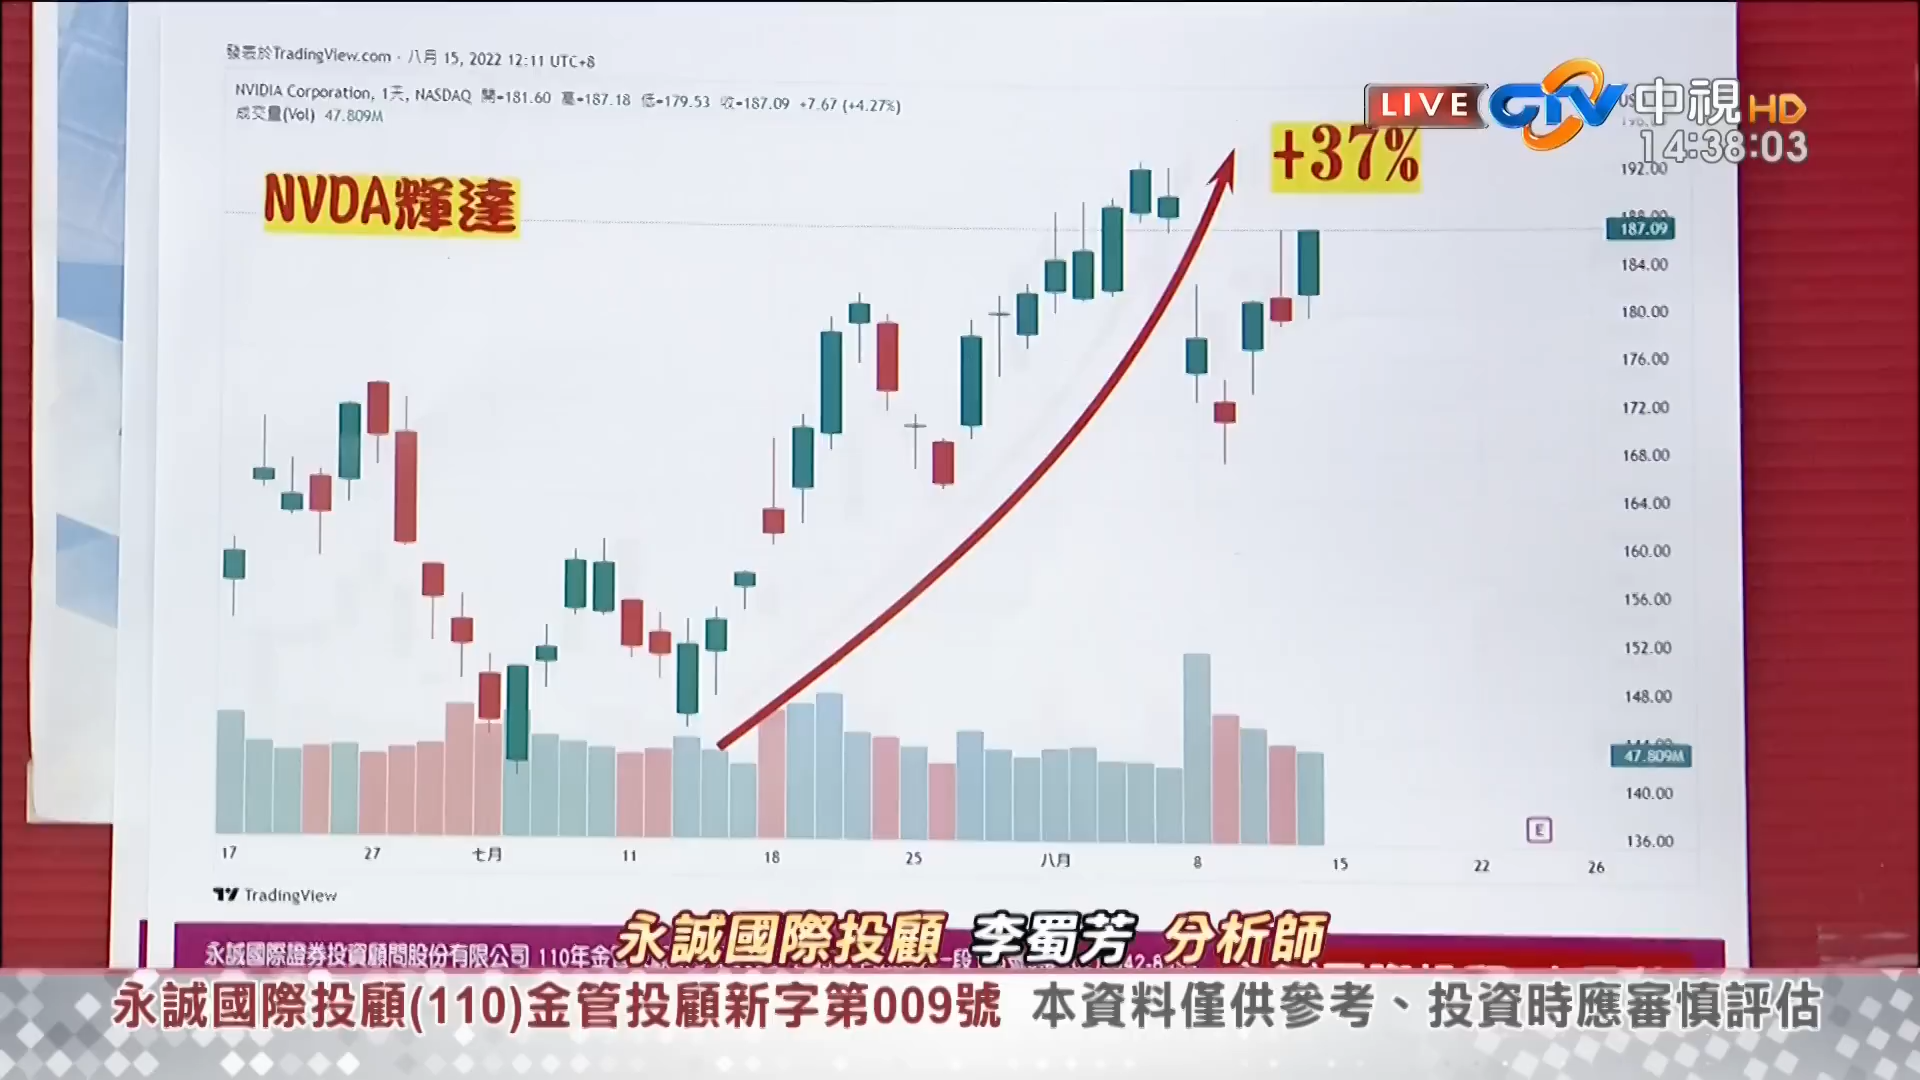 發表於TradingView.com · 八月 15, 2022 12:11 UTC+8
NVIDIA Corporation, 1天, NASDAQ 開=181.60 高=187.18 低=179.53 收=187.09 +7.67 (+4.27%)
成交量(Vol) 47.809M
LIVE CTV 中視 HD
14:38:03
NVDA輝達
+37%
192.00
188.00
187.09
184.00
180.00
176.00
172.00
168.00
164.00
160.00
156.00
152.00
148.00
47.809M
140.00
136.00
E
17 27 七月 11 18 25 八月 8 15 22 26
TradingView
永誠國際投顧 李蜀芳 分析師
永誠國際證券投資顧問股份有限公司 110年金
永誠國際投顧(110)金管投顧新字第009號 本資料僅供參考、投資時應審慎評估